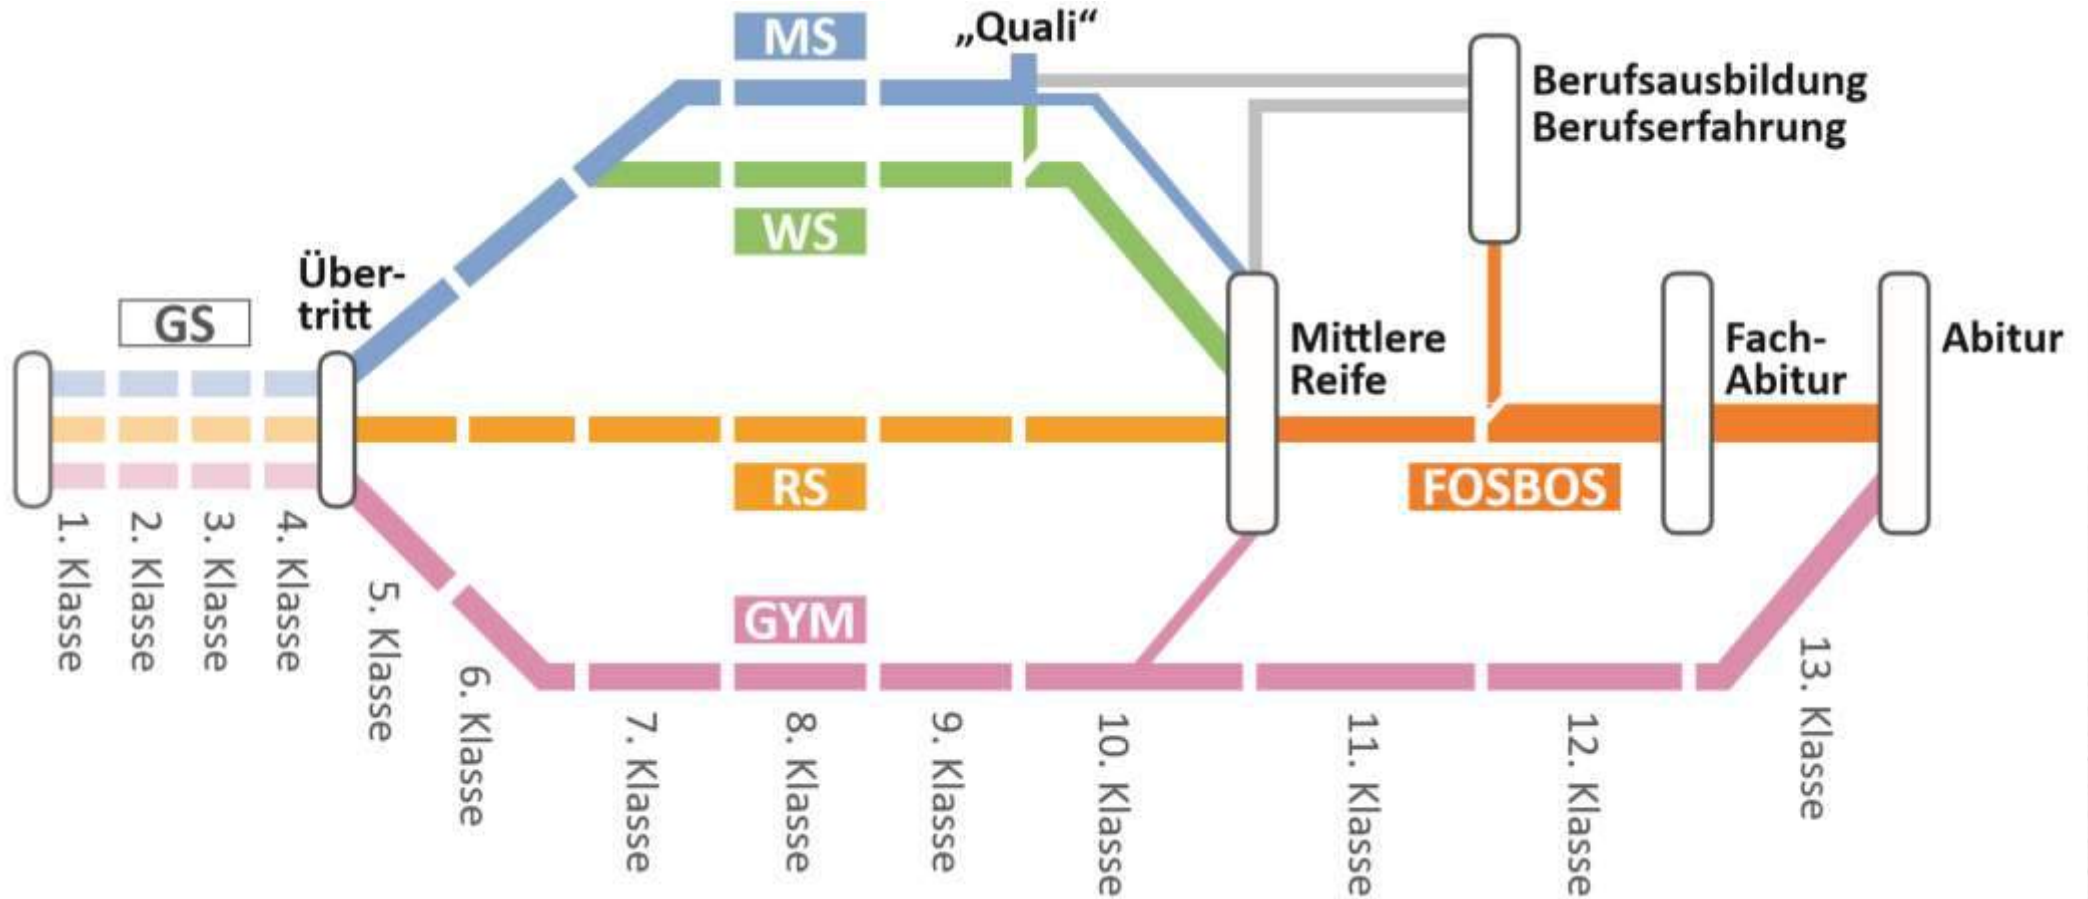 MS
„Quali“
Berufsausbildung
Berufserfahrung
WS
Über-
tritt
GS
Mittlere
Reife
Fach-
Abitur
Abitur
RS
FOSBOS
GYM
1. Klasse
2. Klasse
3. Klasse
4. Klasse
5. Klasse
6. Klasse
7. Klasse
8. Klasse
9. Klasse
10. Klasse
11. Klasse
12. Klasse
13. Klasse